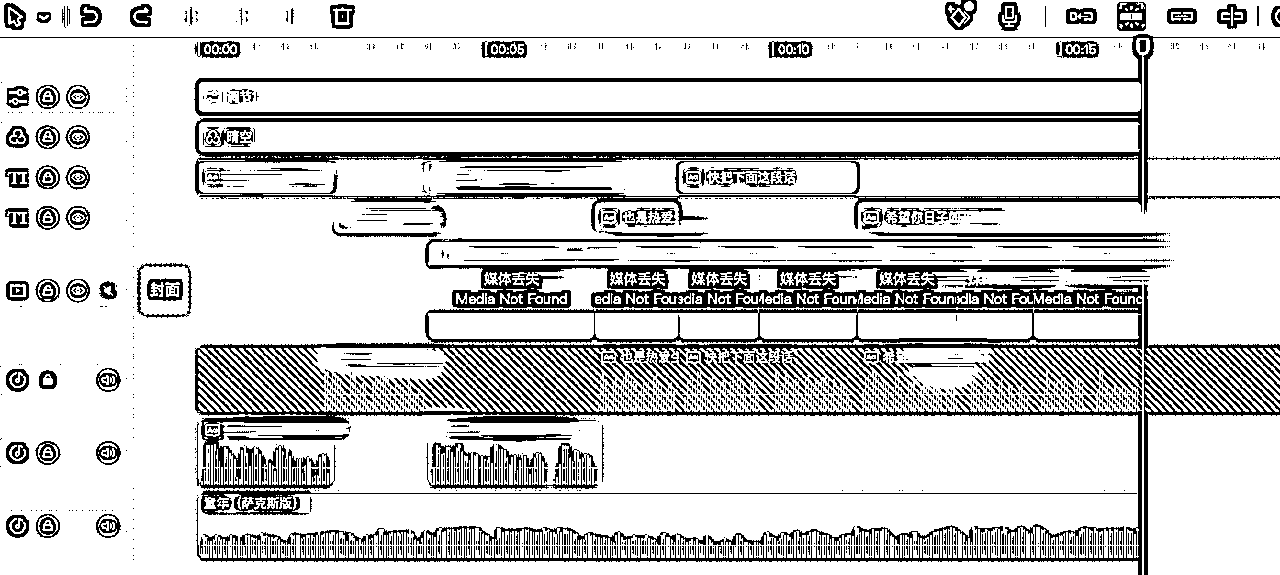 00:00 00:05 00:10 00:15
调节
晴空
快把下面这段话
也是热爱
希望你日子
封面
媒体丢失 媒体丢失 媒体丢失 媒体丢失 媒体丢失
Media Not Found edia Not Fou edia Not Fou Media Not Foun Media Not Foun dia Not Fou Media Not Found
也是热爱生 快把下面这段话 希
童年（萨克斯版）